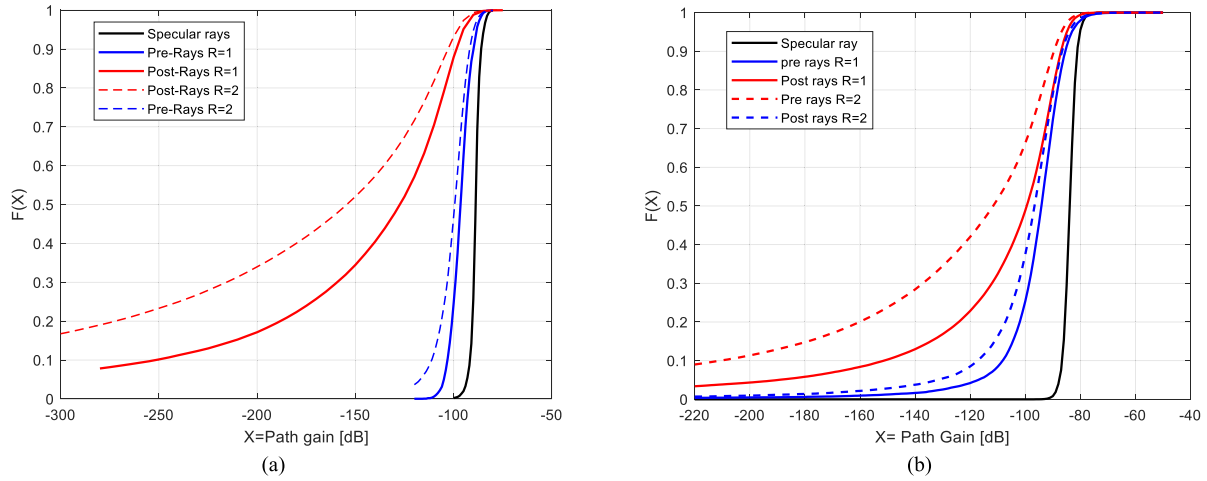 1
0.9
0.8
0.7
0.6
0.5
0.4
0.3
0.2
0.1
0
F(X)
Specular rays
Pre-Rays R=1
Post-Rays R=1
Post-Rays R=2
Pre-Rays R=2
-300 -250 -200 -150 -100 -50
X=Path gain [dB]
(a)
1
0.9
0.8
0.7
0.6
0.5
0.4
0.3
0.2
0.1
0
F(X)
Specular ray
pre rays R=1
Post rays R=1
Pre rays R=2
Post rays R=2
-220 -200 -180 -160 -140 -120 -100 -80 -60 -40
X= Path Gain [dB]
(b)